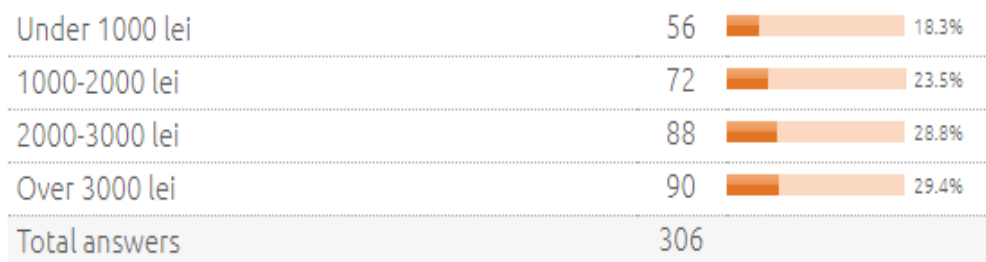 Under 1000 lei 56 18.3%
1000-2000 lei 72 23.5%
2000-3000 lei 88 28.8%
Over 3000 lei 90 29.4%
Total answers 306